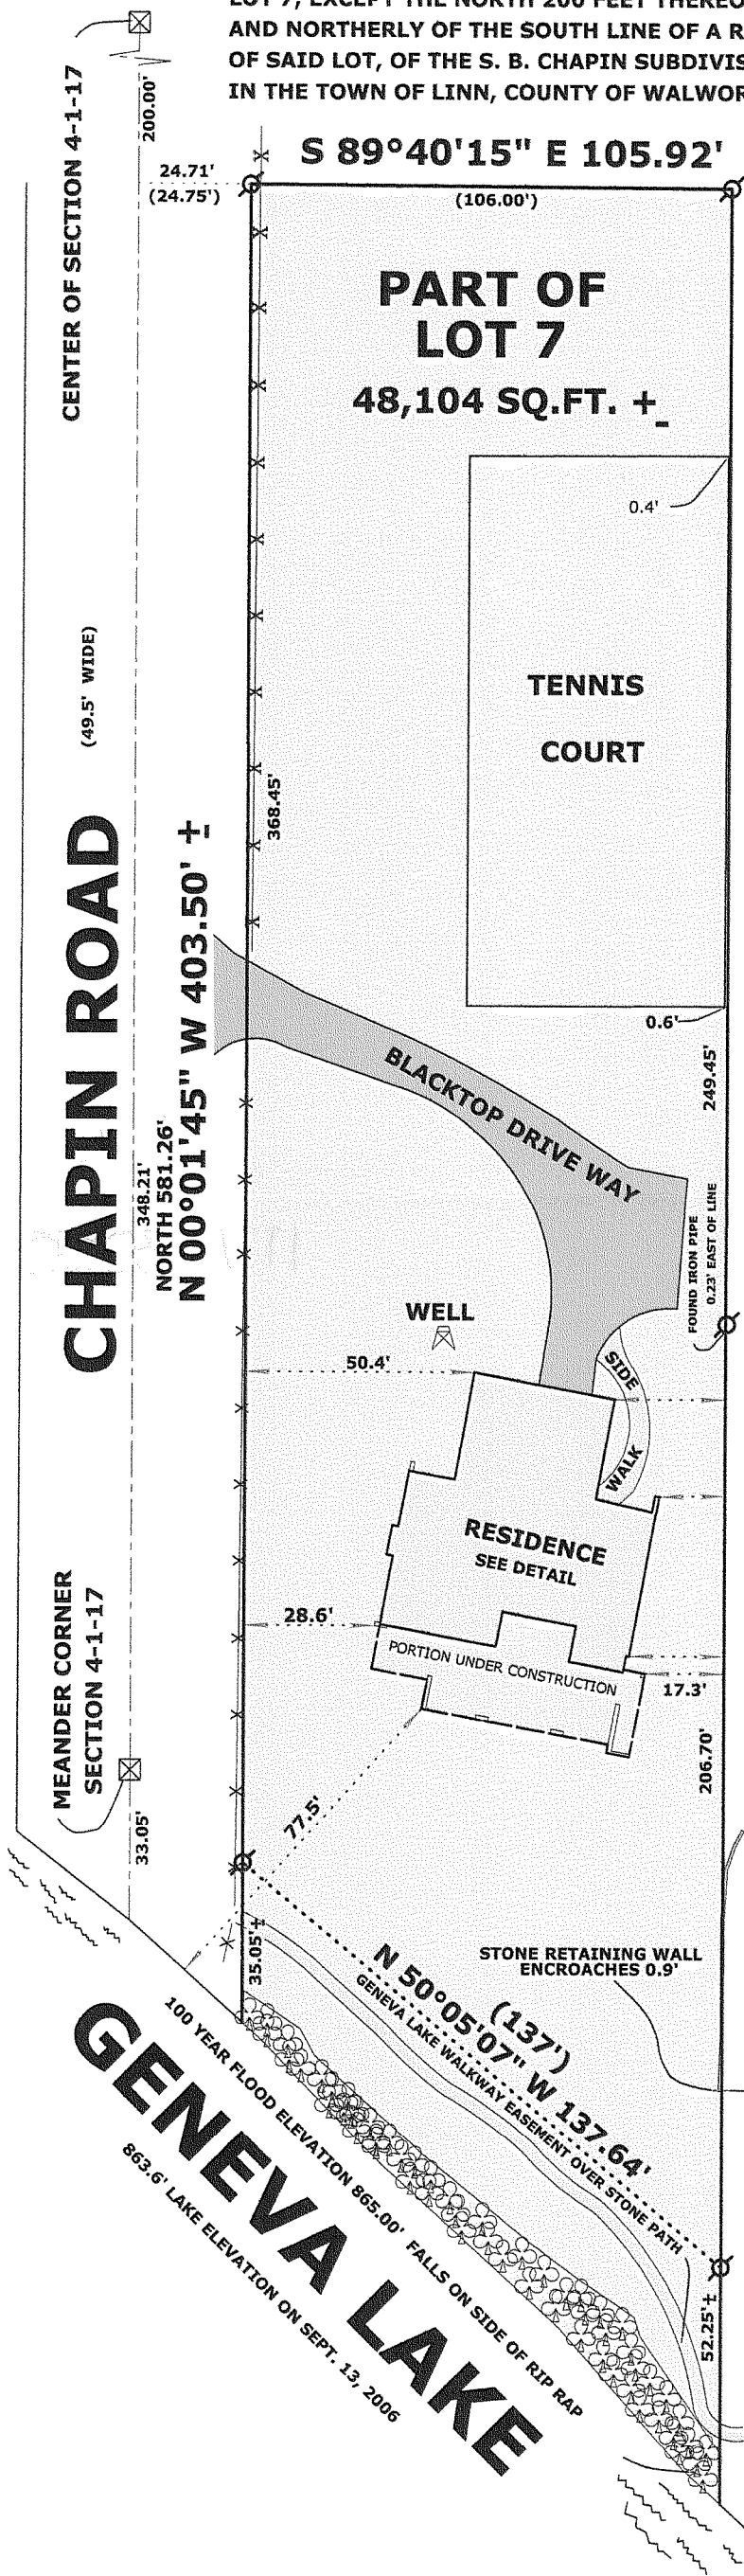 LOT 7, EXCEPT THE NORTH 200 FEET THEREO
AND NORTHERLY OF THE SOUTH LINE OF A R
OF SAID LOT, OF THE S. B. CHAPIN SUBDIVIS
IN THE TOWN OF LINN, COUNTY OF WALWOR
CENTER OF SECTION 4-1-17
200.00'
S 89°40'15" E 105.92'
24.71'
(24.75')
(106.00')
PART OF
LOT 7
48,104 SQ.FT. ±
0.4'
TENNIS
COURT
(49.5' WIDE)
368.45'
CHAPIN ROAD
348.21'
NORTH 581.26'
N 00°01'45" W 403.50' ±
0.6'
249.45'
BLACKTOP DRIVE WAY
FOUND IRON PIPE
0.23' EAST OF LINE
WELL
50.4'
SIDE
WALK
RESIDENCE
SEE DETAIL
28.6'
PORTION UNDER CONSTRUCTION
17.3'
206.70'
MEANDER CORNER
SECTION 4-1-17
33.05'
77.5'
35.05'±
STONE RETAINING WALL
ENCROACHES 0.9'
(137')
N 50°05'07" W 137.64'
GENEVA LAKE WALKWAY EASEMENT OVER STONE PATH
52.25'±
100 YEAR FLOOD ELEVATION 865.00' FALLS ON SIDE OF RIP RAP
GENEVA LAKE
863.6' LAKE ELEVATION ON SEPT. 13, 2006